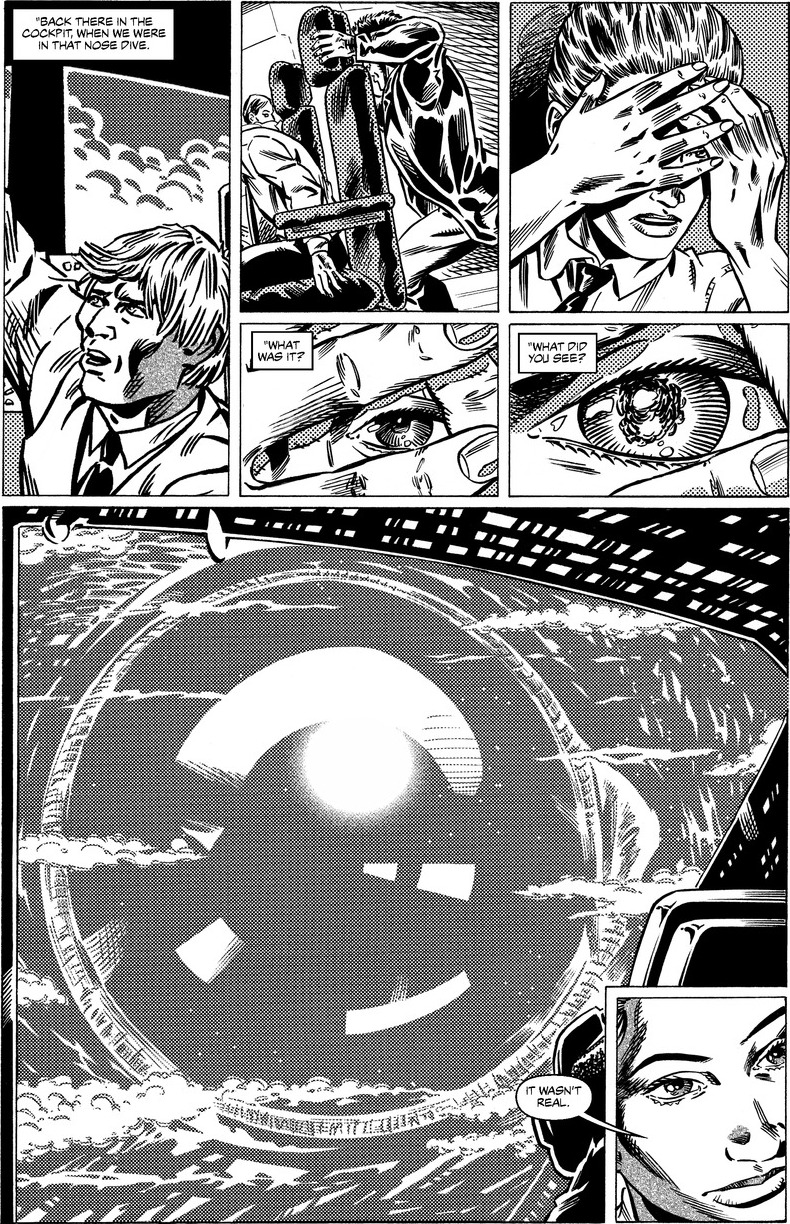 "BACK THERE IN THE
COCKPIT, WHEN WE WERE
IN THAT NOSE DIVE.
"WHAT
WAS IT?
"WHAT DID
YOU SEE?
IT WASN'T
REAL.